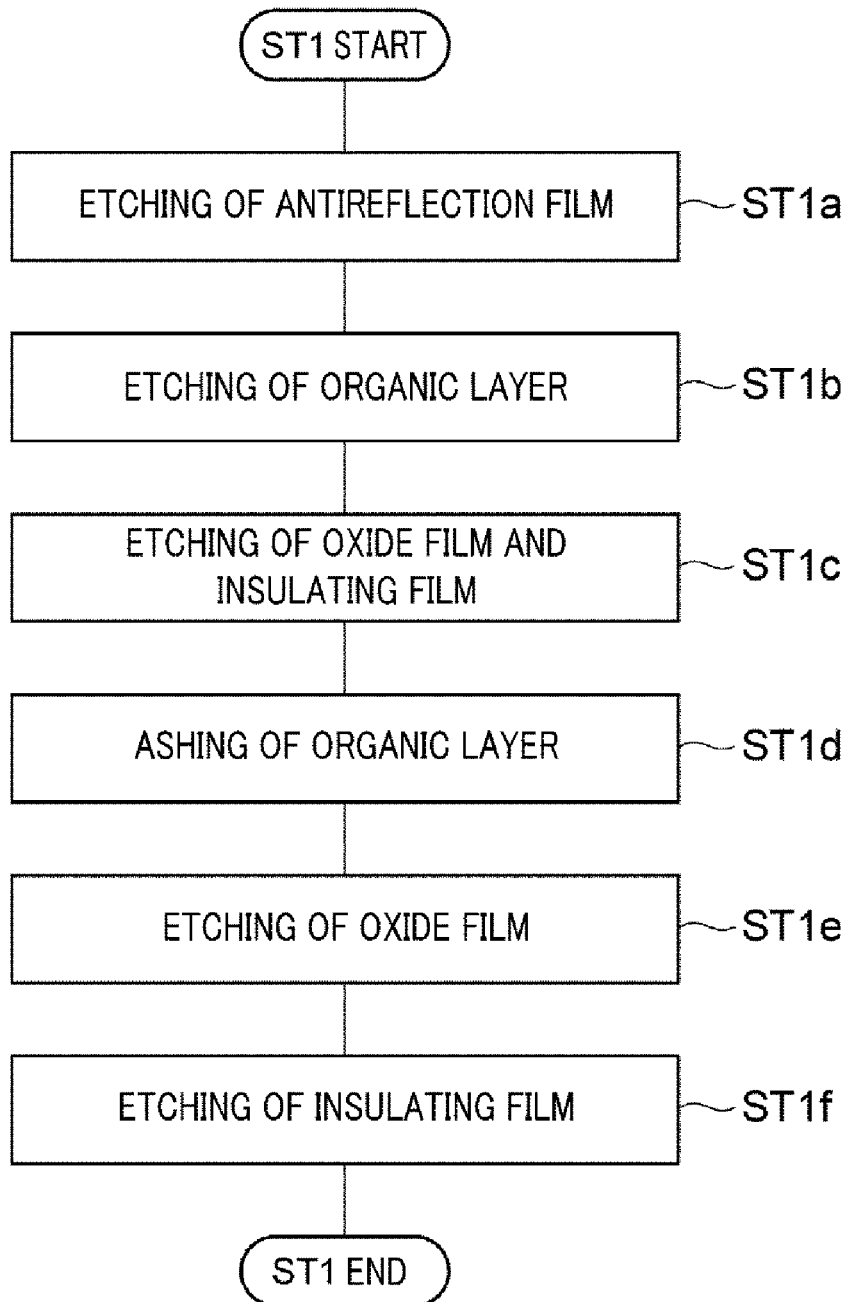 ST1 START
ETCHING OF ANTIREFLECTION FILM
ST1a
ETCHING OF ORGANIC LAYER
ST1b
ETCHING OF OXIDE FILM AND
INSULATING FILM
ST1c
ASHING OF ORGANIC LAYER
ST1d
ETCHING OF OXIDE FILM
ST1e
ETCHING OF INSULATING FILM
ST1f
ST1 END